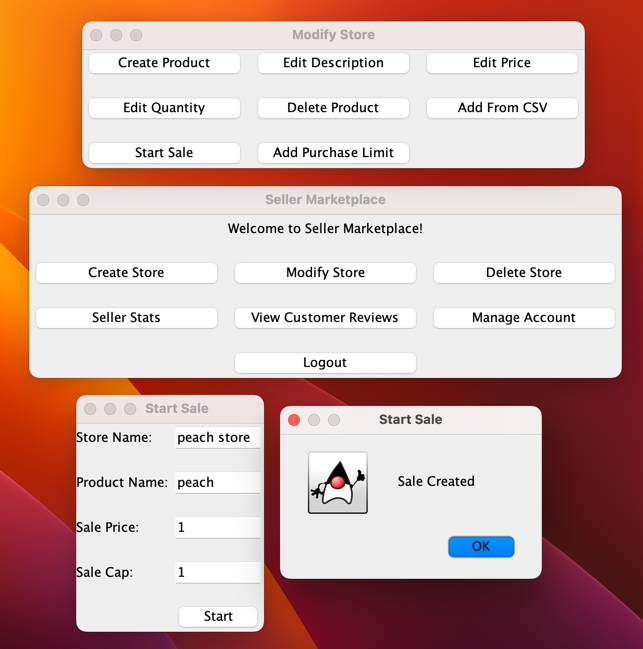 Modify Store
Create Product Edit Description Edit Price
Edit Quantity Delete Product Add From CSV
Start Sale Add Purchase Limit
Seller Marketplace
Welcome to Seller Marketplace!
Create Store Modify Store Delete Store
Seller Stats View Customer Reviews Manage Account
Logout
Start Sale
Store Name: peach store
Product Name: peach
Sale Price: 1
Sale Cap: 1
Start
Start Sale
Sale Created
OK